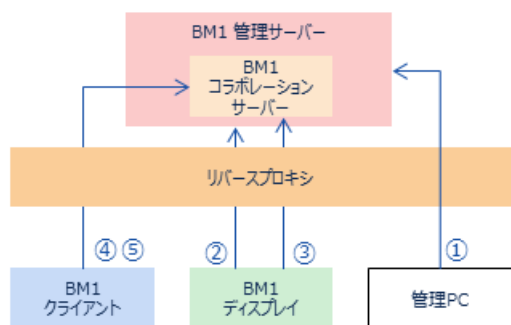 BM1 管理サーバー
BM1
コラボレーション
サーバー
リバースプロキシ
④ ⑤
②
③
①
BM1
クライアント
BM1
ディスプレイ
管理PC